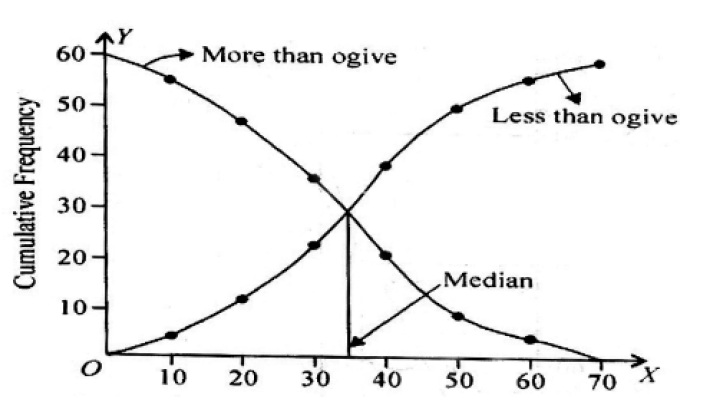 Y
60
More than ogive
50
Less than ogive
40
30
20
Median
10
Cumulative Frequency
O
10 20 30 40 50 60 70 X